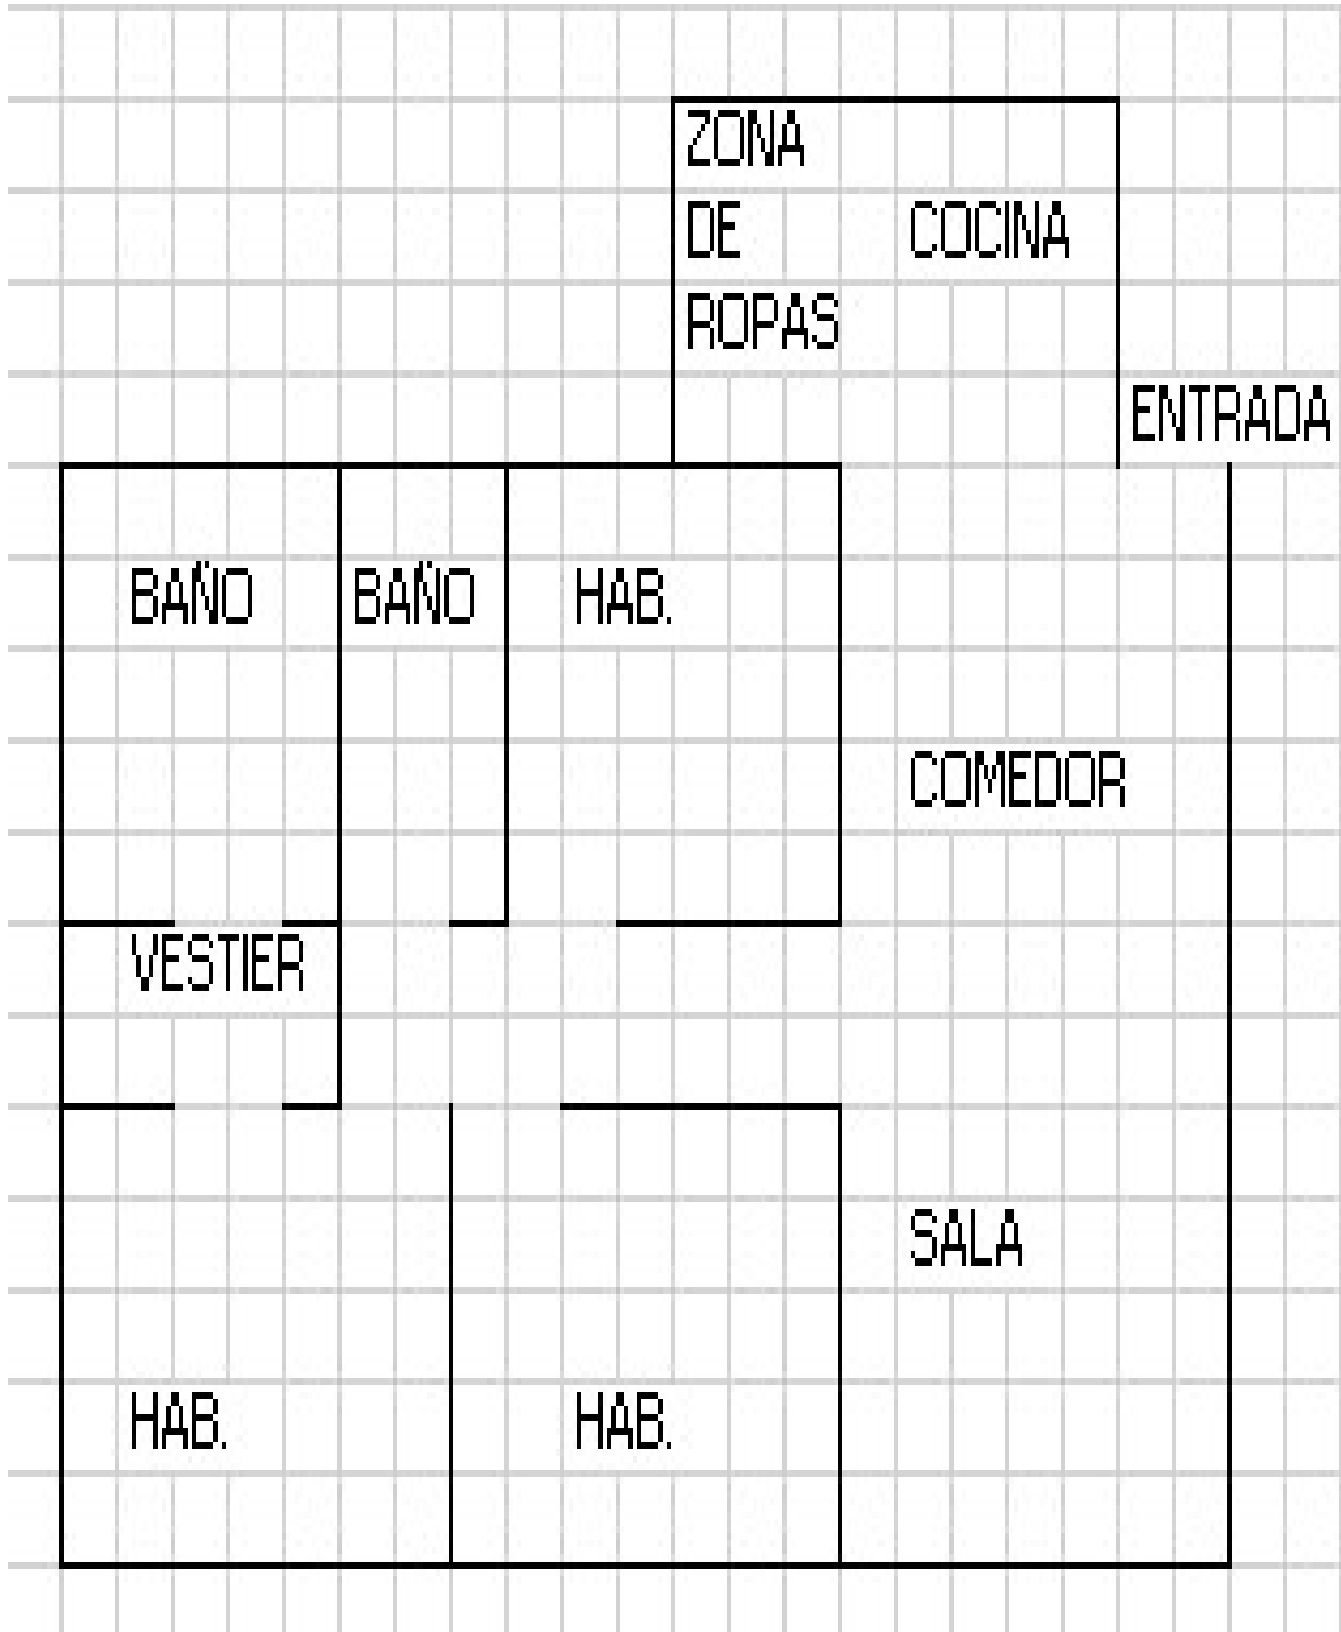 ZONA
DE
ROPAS
COCINA
ENTRADA
BAÑO
BAÑO
HAB.
COMEDOR
VESTIER
SALA
HAB.
HAB.